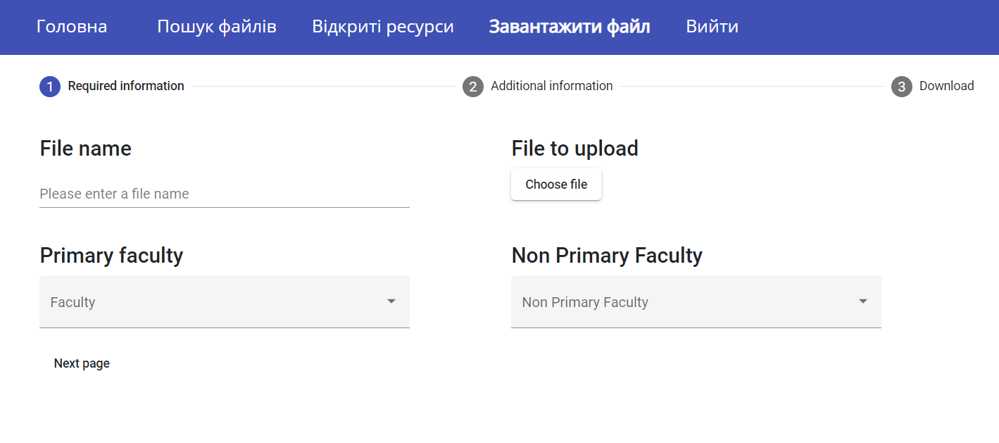 Головна Пошук файлів Відкриті ресурси Завантажити файл Вийти
1 Required information 2 Additional information 3 Download
File name File to upload
Choose file
Please enter a file name
Primary faculty Non Primary Faculty
Faculty Non Primary Faculty
Next page